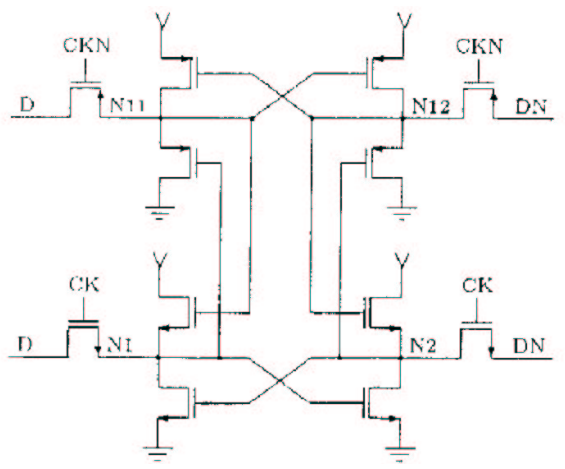 V V
CKN CKN
D N11 N12 DN
V V
CK CK
D N1 N2 DN